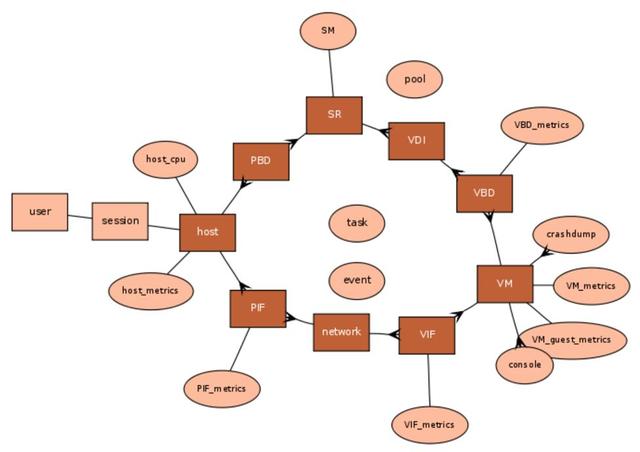 SM
pool
SR
VBD_metrics
VDI
host_cpu
PBD
VBD
user
session
host
task
crashdump
event
VM
VM_metrics
host_metrics
PIF
network
VIF
VM_guest_metrics
console
PIF_metrics
VIF_metrics